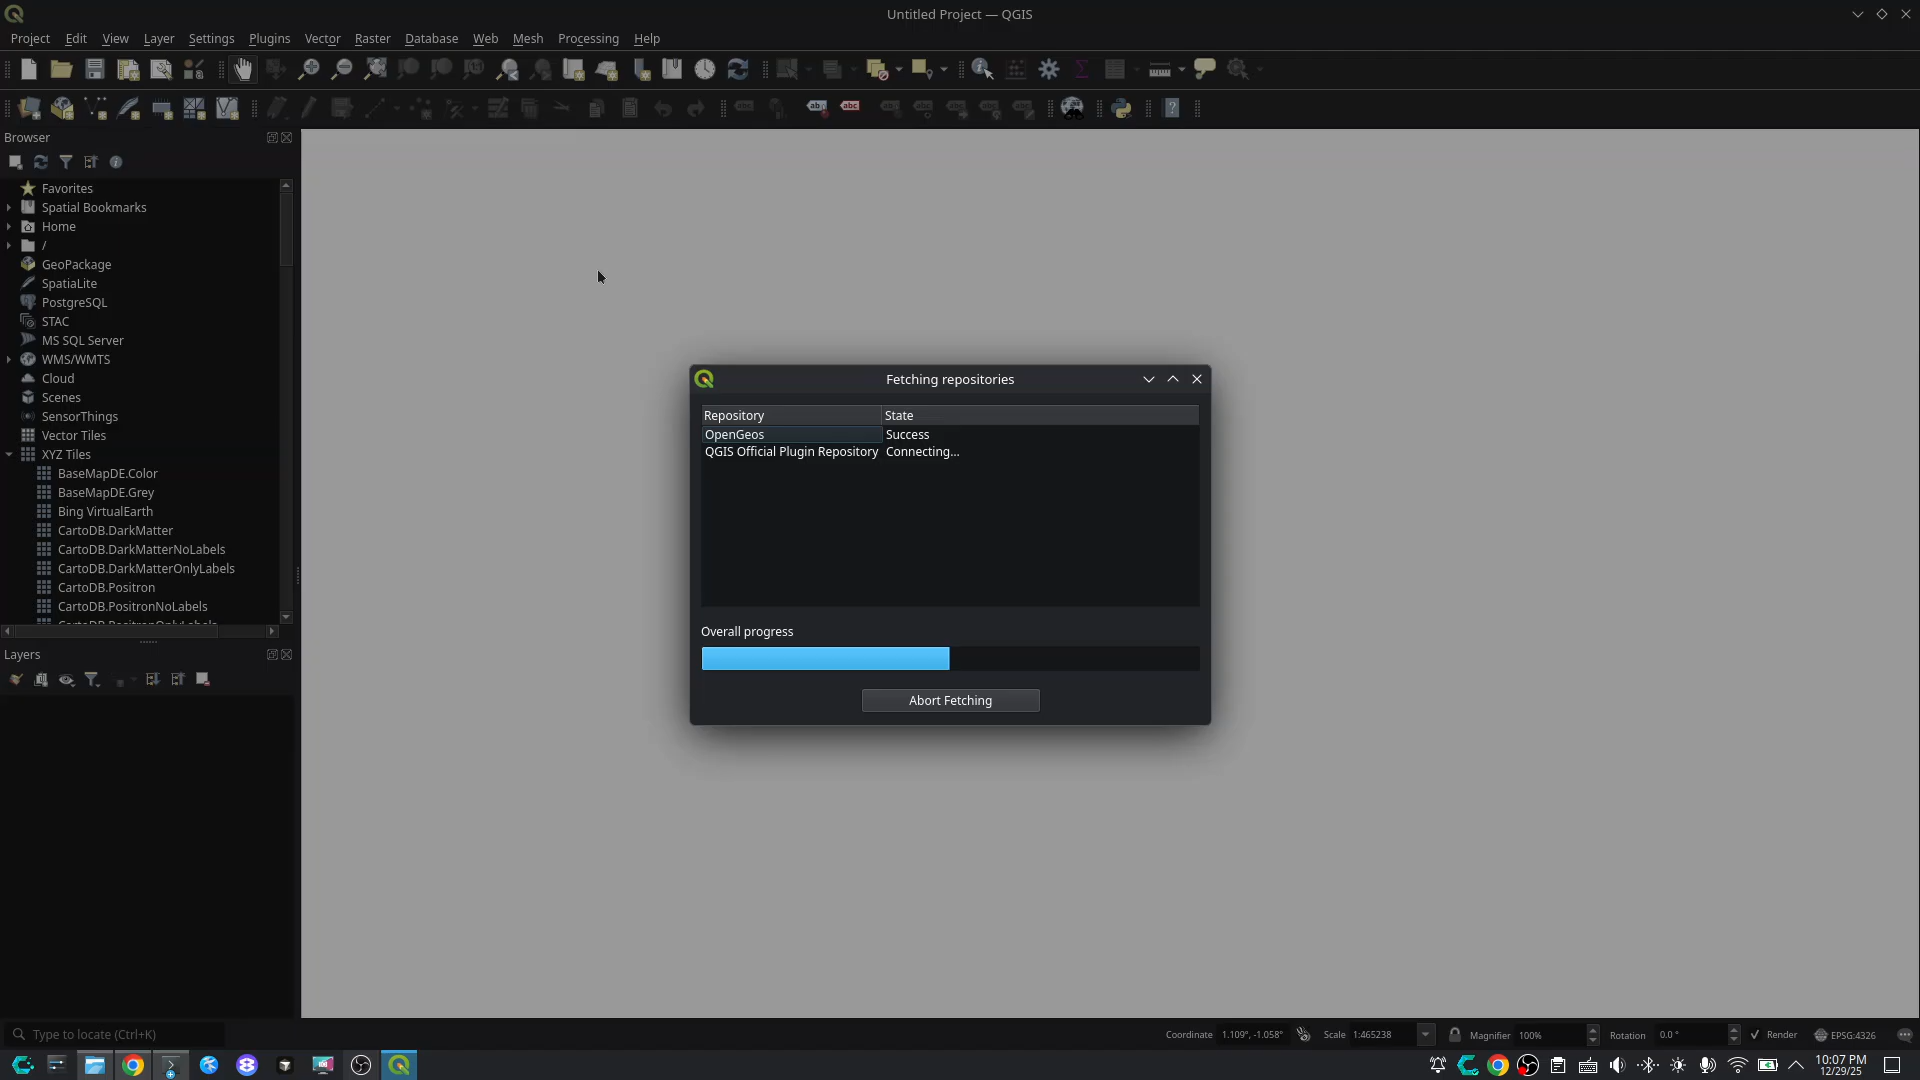 Untitled Project — QGIS
Project Edit View Layer Settings Plugins Vector Raster Database Web Mesh Processing Help
Browser
Favorites
Spatial Bookmarks
Home
/
GeoPackage
SpatiaLite
PostgreSQL
STAC
MS SQL Server
WMS/WMTS
Cloud
Scenes
SensorThings
Vector Tiles
XYZ Tiles
BaseMapDE.Color
BaseMapDE.Grey
Bing VirtualEarth
CartoDB.DarkMatter
CartoDB.DarkMatterNoLabels
CartoDB.DarkMatterOnlyLabels
CartoDB.Positron
CartoDB.PositronNoLabels
CartoDB.PositronOnlyLabels
Layers
Fetching repositories
Repository State
OpenGeos Success
QGIS Official Plugin Repository Connecting...
Overall progress
Abort Fetching
Type to locate (Ctrl+K)
Coordinate 1.109°, -1.058° Scale 1:465238 Magnifier 100% Rotation 0.0 ° Render EPSG:4326
10:07 PM
12/29/25